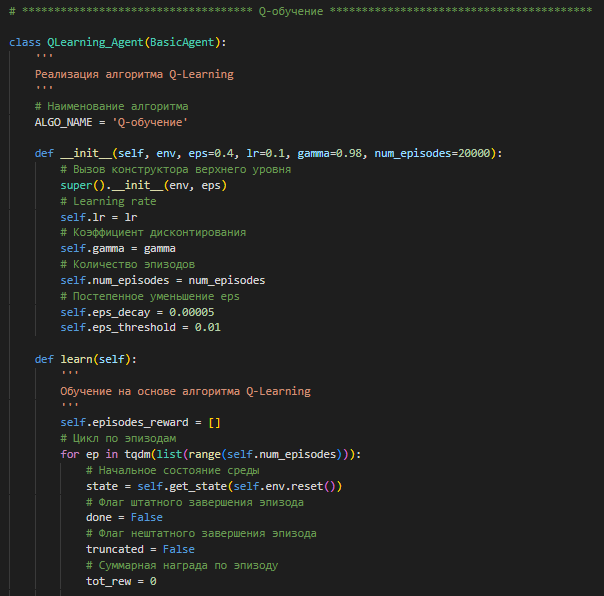 # ************************************ Q-обучение *****************************************
class QLearning_Agent(BasicAgent):
'''
Реализация алгоритма Q-Learning
'''
# Наименование алгоритма
ALGO_NAME = 'Q-обучение'
def __init__(self, env, eps=0.4, lr=0.1, gamma=0.98, num_episodes=20000):
# Вызов конструктора верхнего уровня
super().__init__(env, eps)
# Learning rate
self.lr = lr
# Коэффициент дисконтирования
self.gamma = gamma
# Количество эпизодов
self.num_episodes = num_episodes
# Постепенное уменьшение eps
self.eps_decay = 0.00005
self.eps_threshold = 0.01
def learn(self):
'''
Обучение на основе алгоритма Q-Learning
'''
self.episodes_reward = []
# Цикл по эпизодам
for ep in tqdm(list(range(self.num_episodes))):
# Начальное состояние среды
state = self.get_state(self.env.reset())
# Флаг штатного завершения эпизода
done = False
# Флаг нештатного завершения эпизода
truncated = False
# Суммарная награда по эпизоду
tot_rew = 0